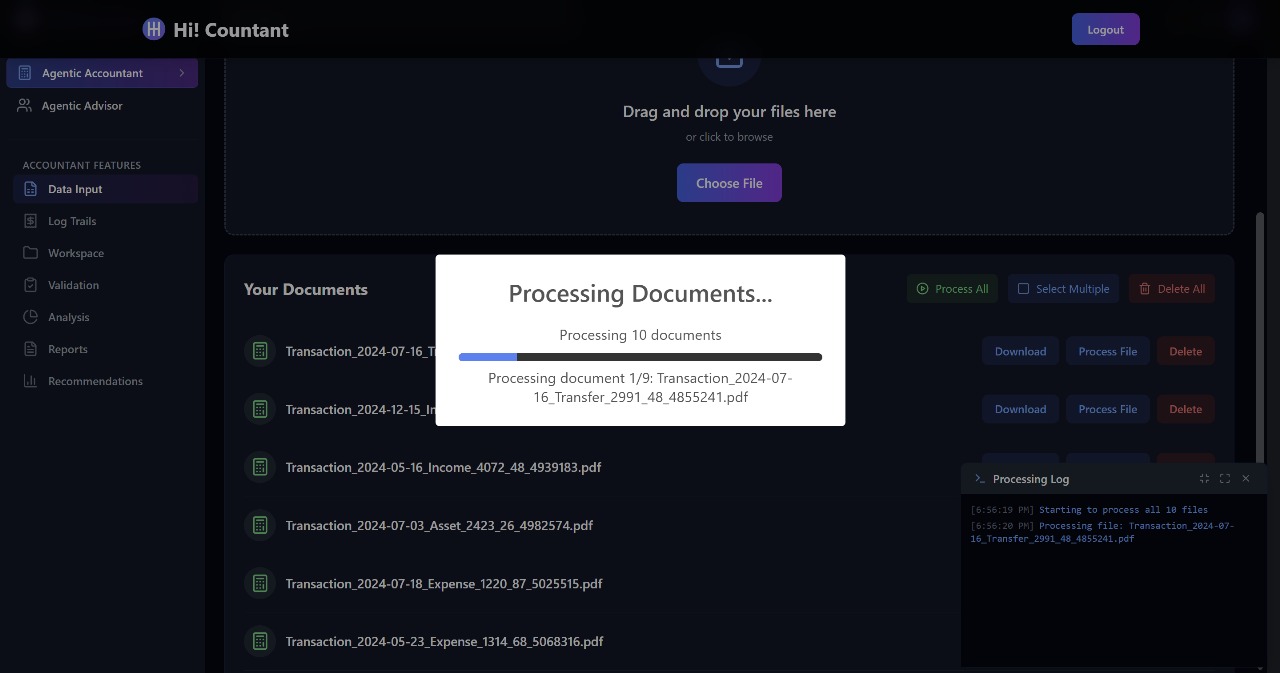 Hi! Countant
Logout
Agentic Accountant
Agentic Advisor
ACCOUNTANT FEATURES
Data Input
Log Trails
Workspace
Validation
Analysis
Reports
Recommendations
Drag and drop your files here
or click to browse
Choose File
Your Documents
Process All
Select Multiple
Delete All
Transaction_2024-07-16_T
Download
Process File
Delete
Transaction_2024-12-15_In
Download
Process File
Delete
Transaction_2024-05-16_Income_4072_48_4939183.pdf
Transaction_2024-07-03_Asset_2423_26_4982574.pdf
Transaction_2024-07-18_Expense_1220_87_5025515.pdf
Transaction_2024-05-23_Expense_1314_68_5068316.pdf
Processing Documents...
Processing 10 documents
Processing document 1/9: Transaction_2024-07-
16_Transfer_2991_48_4855241.pdf
Processing Log
[6:56:19 PM] Starting to process all 10 files
[6:56:20 PM] Processing file: Transaction_2024-07-
16_Transfer_2991_48_4855241.pdf